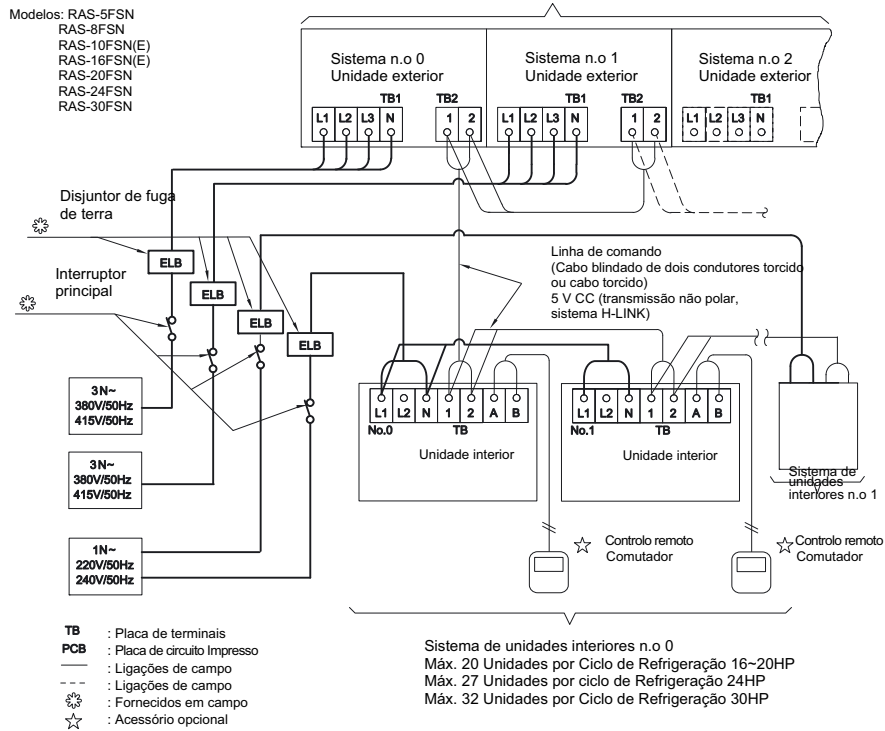 Modelos: RAS-5FSN
RAS-8FSN
RAS-10FSN(E)
RAS-16FSN(E)
RAS-20FSN
RAS-24FSN
RAS-30FSN
Sistema n.o 0
Unidade exterior
Sistema n.o 1
Unidade exterior
Sistema n.o 2
Unidade exterior
TB1
TB2
TB1
TB2
TB1
L1 L2 L3 N
1 2
L1 L2 L3 N
1 2
L1 L2 L3 N
Disjuntor de fuga
de terra
ELB
Interruptor
principal
ELB
ELB
ELB
Linha de comando
(Cabo blindado de dois condutores torcido
ou cabo torcido)
5 V CC (transmissão não polar,
sistema H-LINK)
3N~
380V/50Hz
415V/50Hz
3N~
380V/50Hz
415V/50Hz
1N~
220V/50Hz
240V/50Hz
L1 L2 N 1 2 A B
No.0
TB
Unidade interior
L1 L2 N 1 2 A B
No.1
TB
Unidade interior
Sistema de
unidades
interiores n.o 1
Controlo remoto
Comutador
Controlo remoto
Comutador
Sistema de unidades interiores n.o 0
Máx. 20 Unidades por Ciclo de Refrigeração 16~20HP
Máx. 27 Unidades por ciclo de Refrigeração 24HP
Máx. 32 Unidades por Ciclo de Refrigeração 30HP
TB : Placa de terminais
PCB : Placa de circuito Impresso
: Ligações de campo
: Ligações de campo
: Fornecidos em campo
: Acessório opcional